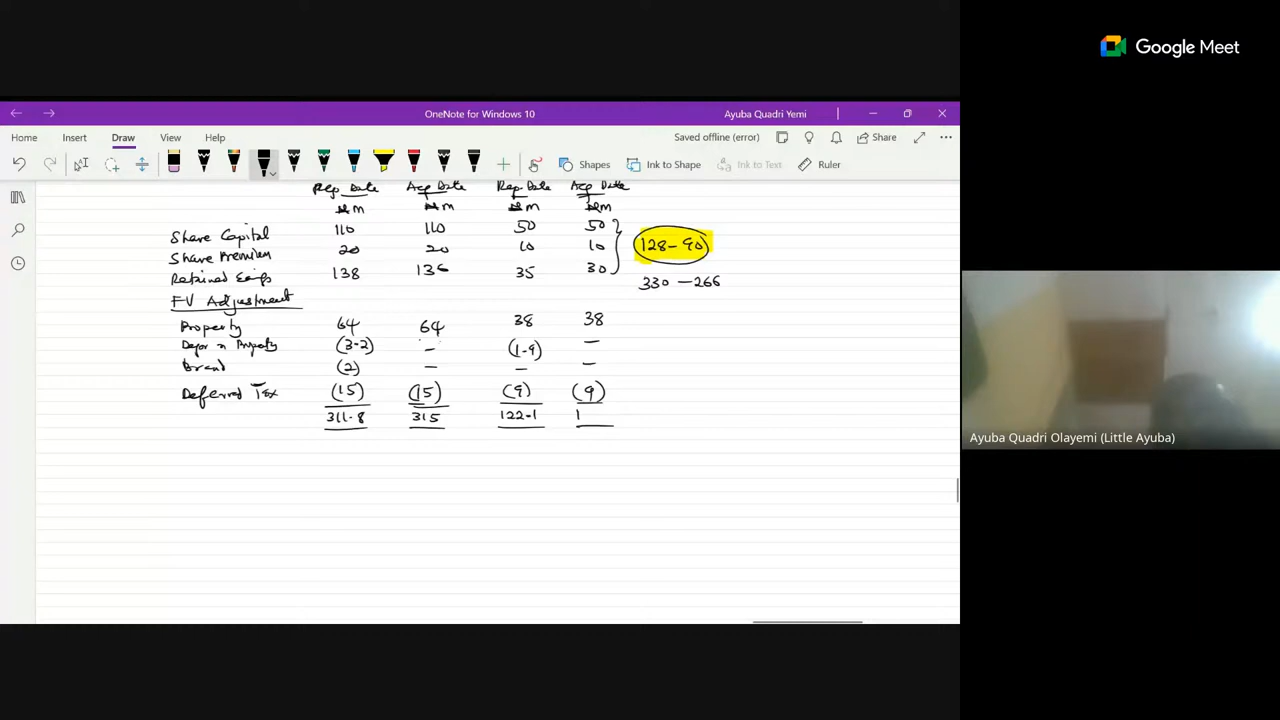 Google Meet
OneNote for Windows 10
Ayuba Quadri Yemi
Home Insert Draw View Help
Saved offline (error)
Share
Shapes
Ink to Shape
Ink to Text
Ruler
Rep Date Acq Date Rep Date Acq Date
₦m ₦m ₦m ₦m
Share Capital 110 110 50 50
Share Premium 20 20 10 10 128-90
Retained Earnings 138 136 35 30
330 - 266
FV Adjustment
Property 64 64 38 38
Depr n Property (3-2) - (1-9) -
Brand (2) - - -
Deferred Tax (15) (15) (9) (9)
311-8 315 122-1 1
Ayuba Quadri Olayemi (Little Ayuba)